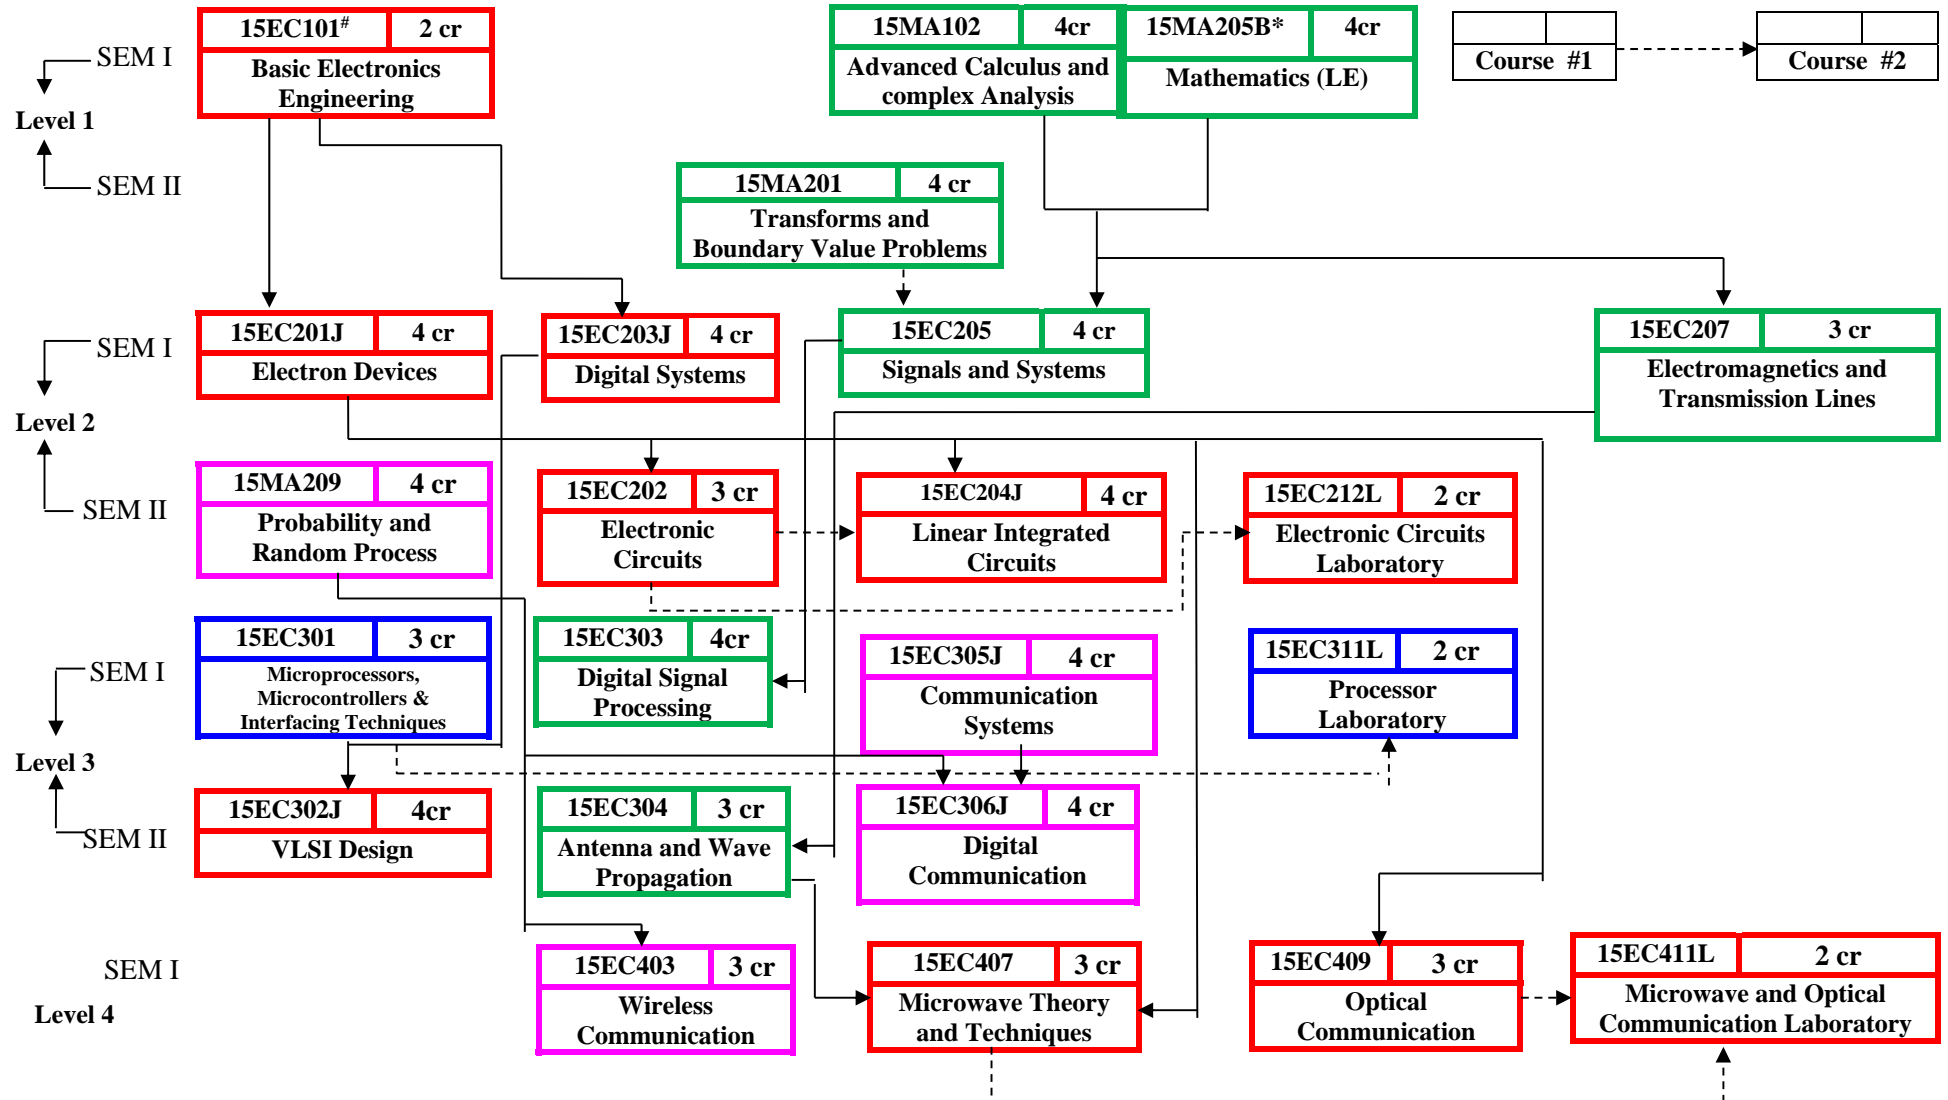 15EC101# 2 cr
Basic Electronics
Engineering
15MA102 4cr
Advanced Calculus and
complex Analysis
15MA205B* 4cr
Mathematics (LE)
Course #1
Course #2
SEM I
Level 1
SEM II
15MA201 4 cr
Transforms and
Boundary Value Problems
SEM I
Level 2
SEM II
15EC201J 4 cr
Electron Devices
15EC203J 4 cr
Digital Systems
15EC205 4 cr
Signals and Systems
15EC207 3 cr
Electromagnetics and
Transmission Lines
15MA209 4 cr
Probability and
Random Process
15EC202 3 cr
Electronic
Circuits
15EC204J 4 cr
Linear Integrated
Circuits
15EC212L 2 cr
Electronic Circuits
Laboratory
SEM I
Level 3
SEM II
15EC301 3 cr
Microprocessors,
Microcontrollers &
Interfacing Techniques
15EC303 4cr
Digital Signal
Processing
15EC305J 4 cr
Communication
Systems
15EC311L 2 cr
Processor
Laboratory
15EC302J 4cr
VLSI Design
15EC304 3 cr
Antenna and Wave
Propagation
15EC306J 4 cr
Digital
Communication
SEM I
Level 4
15EC403 3 cr
Wireless
Communication
15EC407 3 cr
Microwave Theory
and Techniques
15EC409 3 cr
Optical
Communication
15EC411L 2 cr
Microwave and Optical
Communication Laboratory